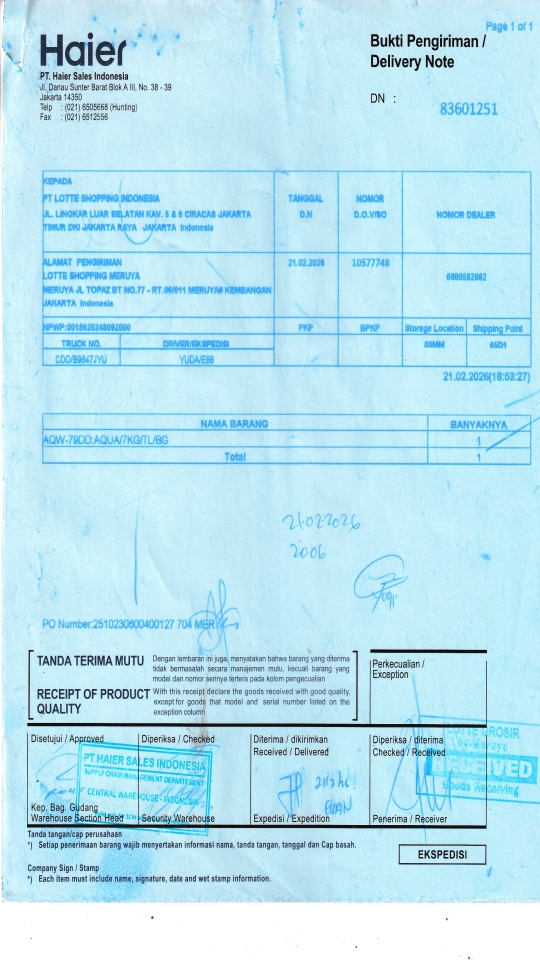 Page 1 of 1
Haier
PT. Haier Sales Indonesia
Jl. Danau Sunter Barat Blok A III, No. 38 - 39
Jakarta 14350
Telp : (021) 6505668 (Hunting)
Fax : (021) 6512556
Bukti Pengiriman /
Delivery Note
DN : 83601251
KEPADA
PT LOTTE SHOPPING INDONESIA
JL. LINGKAR LUAR SELATAN KAV. 5 & 6 CIRACAS JAKARTA
TIMUR DKI JAKARTA RAYA JAKARTA Indonesia
TANGGAL
D.N
NOMOR
D.O.V/SO
NOMOR DEALER
ALAMAT PENGIRIMAN
LOTTE SHOPPING MERUYA
MERUYA JL TOPAZ BT NO.77 - RT.06/011 MERUYA# KEMBANGAN
JAKARTA Indonesia
21.02.2026
10577748
6000582082
NPWP:0015620248092000
PKP
BPKP
Storege Location
Shipping Point
TRUCK NO.
DRIVER/EKSPEDISI
00MM
65D1
CDD/B9647JYU
YUDA/E86
21.02.2026(18:53:27)
NAMA BARANG
BANYAKNYA
AQW-79DD:AQUA/7KG/TL/BG
1
Total
1
21.02.2026
20.06
PO Number:2510230600400127 704 MER
TANDA TERIMA MUTU
Dengan lembaran ini juga, menyatakan bahwa barang yang diterima
tidak bermasalah secara manajemen mutu, kecuali barang yang
model dan nomor serinya tertera pada kolom pengecualian
RECEIPT OF PRODUCT
QUALITY
With this receipt declare the goods received with good quality,
except for goods that model and serial number listed on the
exception column
Perkecualian /
Exception
Disetujui / Approved
Diperiksa / Checked
Diterima / dikirimkan
Received / Delivered
Diperiksa / diterima
Checked / Received
PT HAIER SALES INDONESIA
SUPPLY CHAIN MANAGEMENT DEPARTEMENT
CENTRAL WAREHOUSE - INDONESIA
LOTTE GROSIR
RECEIVED
Goods Receiving
Kep. Bag. Gudang
Warehouse Section Head
Security Warehouse
Expedisi / Expedition
Penerima / Receiver
Tanda tangan/cap perusahaan
*) Setiap penerimaan barang wajib menyertakan informasi nama, tanda tangan, tanggal dan Cap basah.
EKSPEDISI
Company Sign / Stamp
*) Each item must include name, signature, date and wet stamp information.